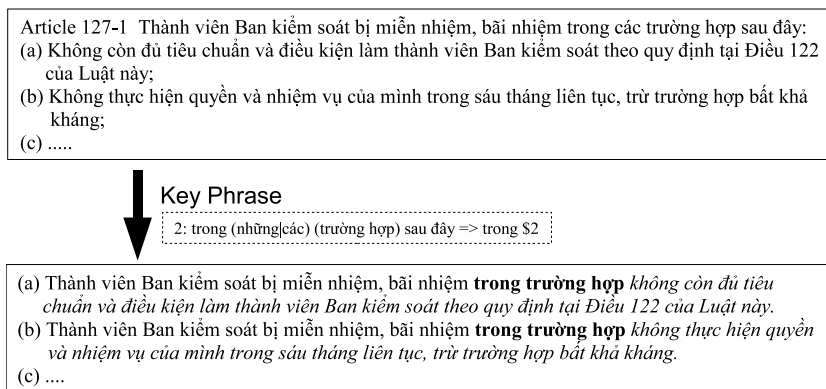 Article 127-1 Thành viên Ban kiểm soát bị miễn nhiệm, bãi nhiệm trong các trường hợp sau đây:
(a) Không còn đủ tiêu chuẩn và điều kiện làm thành viên Ban kiểm soát theo quy định tại Điều 122
của Luật này;
(b) Không thực hiện quyền và nhiệm vụ của mình trong sáu tháng liên tục, trừ trường hợp bất khả
kháng;
(c) .....
Key Phrase
2: trong (những|các) (trường hợp) sau đây => trong $2
(a) Thành viên Ban kiểm soát bị miễn nhiệm, bãi nhiệm trong trường hợp không còn đủ tiêu
chuẩn và điều kiện làm thành viên Ban kiểm soát theo quy định tại Điều 122 của Luật này.
(b) Thành viên Ban kiểm soát bị miễn nhiệm, bãi nhiệm trong trường hợp không thực hiện quyền
và nhiệm vụ của mình trong sáu tháng liên tục, trừ trường hợp bất khả kháng.
(c) ....